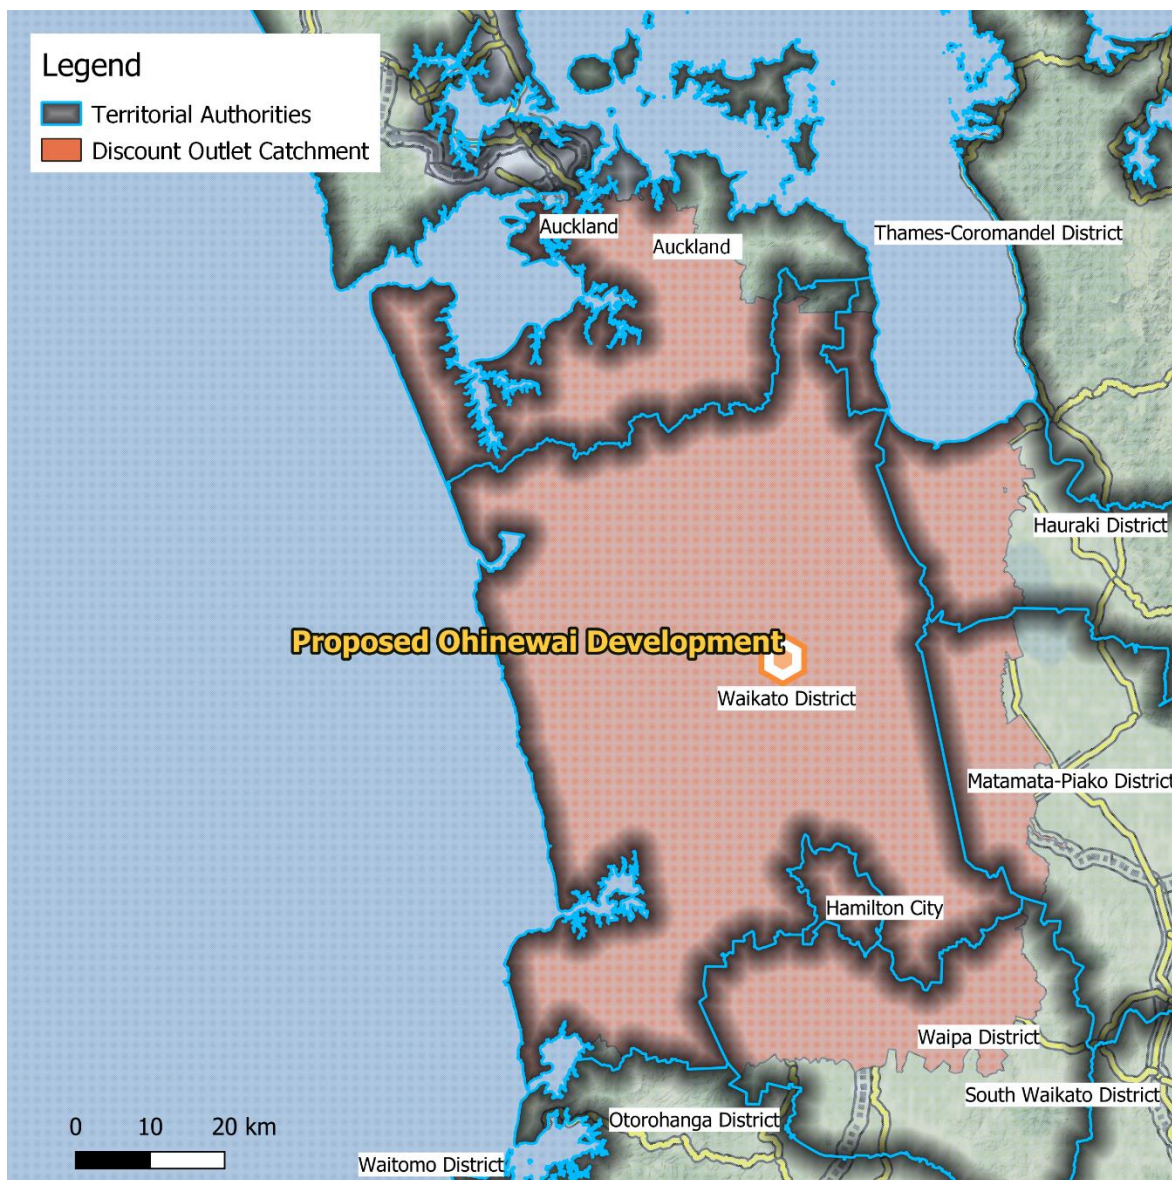 Legend
Territorial Authorities
Discount Outlet Catchment
Auckland
Auckland
Thames-Coromandel District
Hauraki District
Proposed Ohinewai Development
Waikato District
Matamata-Piako District
Hamilton City
Waipa District
South Waikato District
Otorohanga District
Waitomo District
0 10 20 km